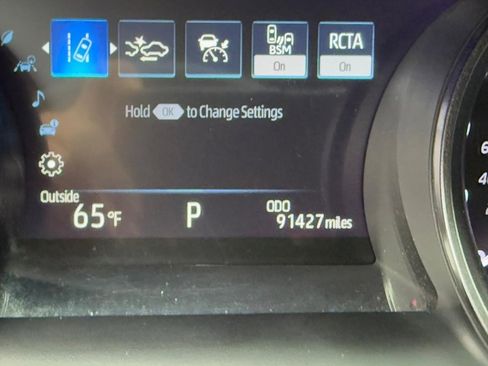 BSM
On
RCTA
On
Hold OK to Change Settings
Outside
65°F
P
ODO
91427 miles